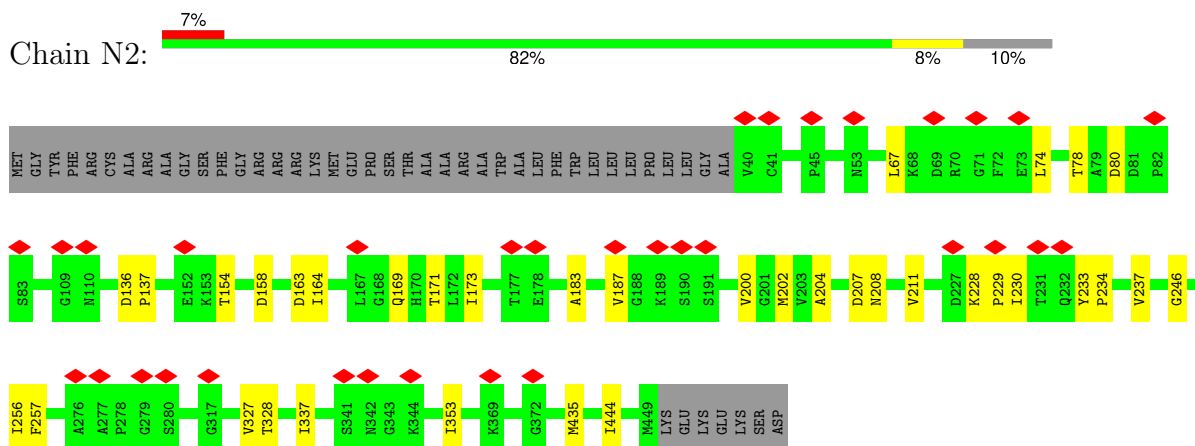 7%
Chain N2:
82% 8% 10%
MET GLY TYR PHE ARG CYS ALA ARG ALA GLY SER PHE GLY ARG ARG ARG LYS MET GLU PRO SER THR ALA ALA ARG ALA TRP ALA LEU PHE TRP LEU LEU LEU PRO LEU LEU GLY ALA V40 C41 P45 N53 L67 K68 D69 R70 G71 F72 E73 L74 T78 A79 D80 D81 P82
S83 G109 N110 D136 P137 E152 K153 T154 D158 D163 I164 L167 G168 Q169 H170 T171 L172 I173 T177 E178 A183 V187 G188 K189 S190 S191 V200 G201 M202 V203 A204 D207 N208 V211 D227 K228 P229 I230 T231 Q232 Y233 P234 V237 G246
I256 F257 A276 A277 P278 G279 S280 G317 V327 T328 I337 S341 N342 G343 K344 I353 K369 G372 M435 I444 M449 LYS GLU LYS LYS GLU LYS SER ASP